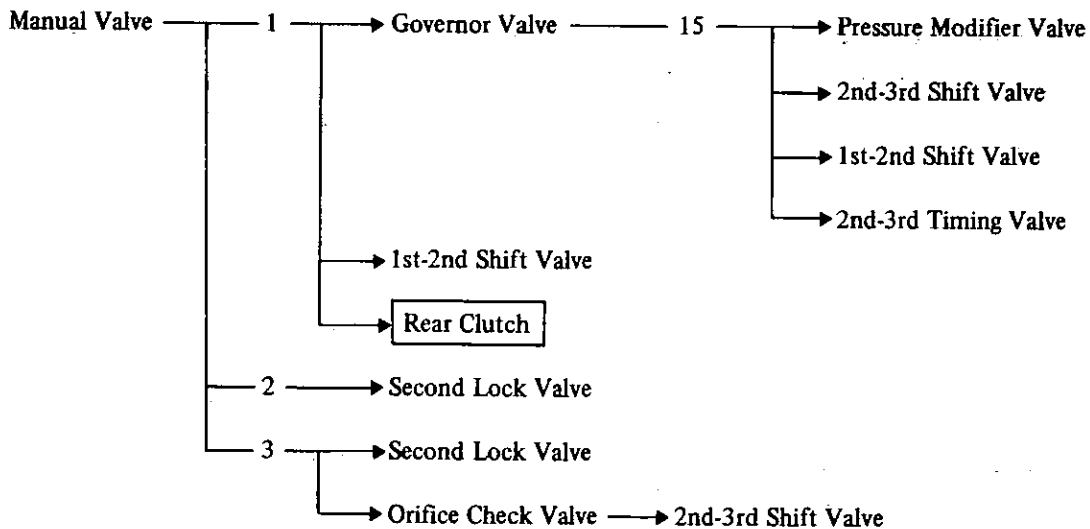 Manual Valve 1 Governor Valve 15 Pressure Modifier Valve
2nd-3rd Shift Valve
1st-2nd Shift Valve
2nd-3rd Timing Valve
1st-2nd Shift Valve
Rear Clutch
2 Second Lock Valve
3 Second Lock Valve
Orifice Check Valve 2nd-3rd Shift Valve